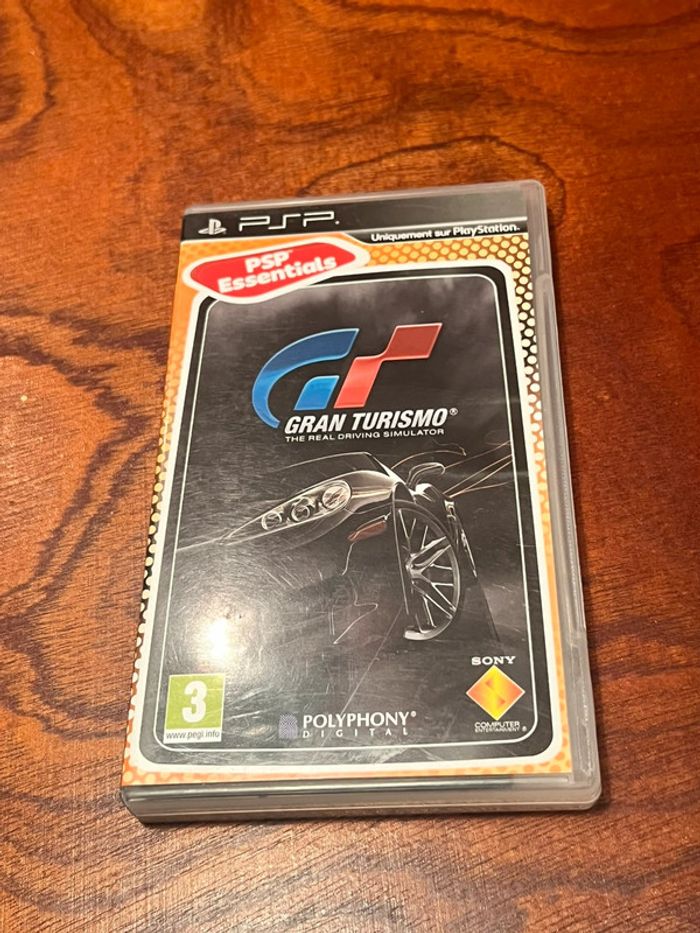 PSP
Uniquement sur PlayStation
PSP™
Essentials
GT
GRAN TURISMO®
THE REAL DRIVING SIMULATOR
3
www.pegi.info
POLYPHONY®
DIGITAL
SONY
COMPUTER
ENTERTAINMENT®